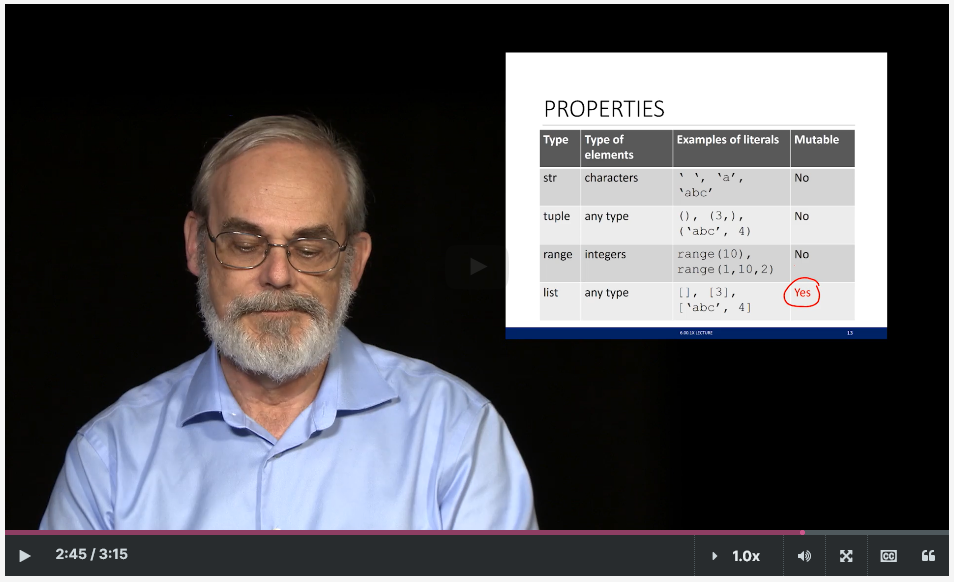 PROPERTIES
Type Type of elements Examples of literals Mutable
str characters ‘ ‘, ‘a’, No
‘abc’
tuple any type (), (3,), No
(‘abc’, 4)
range integers range(10), No
range(1,10,2)
list any type [], [3], Yes
[‘abc’, 4]
6.00.1X LECTURE 13
2:45 / 3:15 1.0x CC